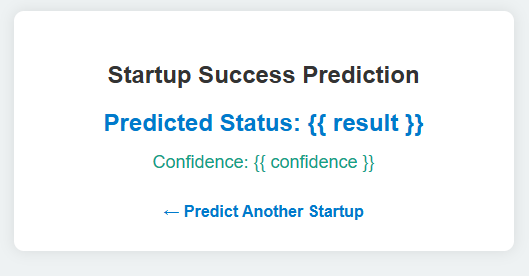 Startup Success Prediction
Predicted Status: {{ result }}
Confidence: {{ confidence }}
← Predict Another Startup